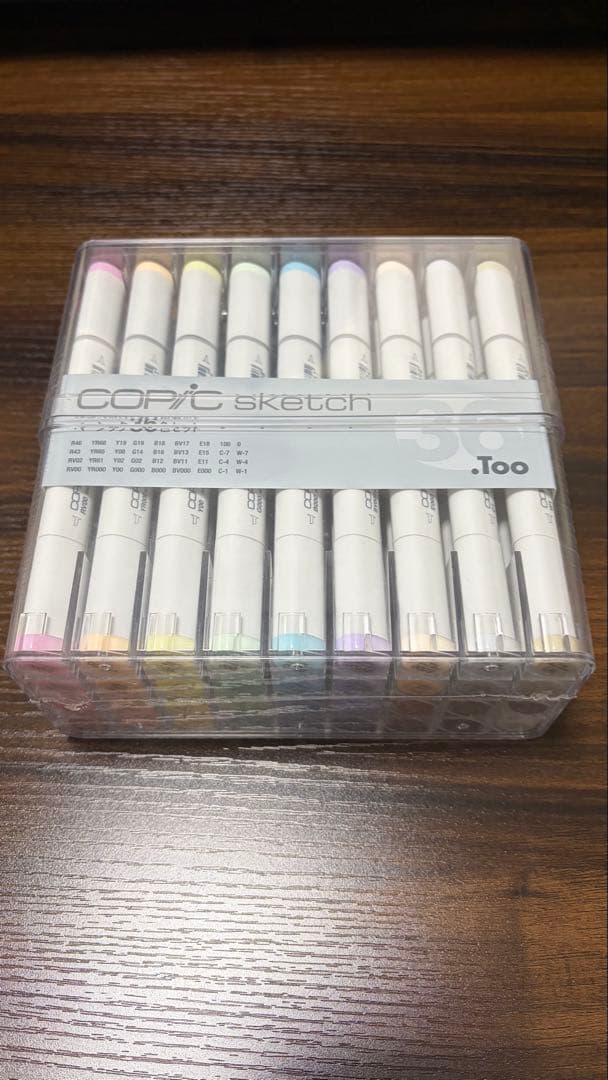 COPiC sketch
36
R46 YR68 Y19 G19 B18 BV17 E18 100 0
R43 YR65 Y08 G14 B16 BV13 E15 C-7 W-7
RV02 YR61 Y02 G02 B12 BV11 E11 C-4 W-4
RV00 YR000 Y00 G000 B000 BV000 E000 C-1 W-1
.Too